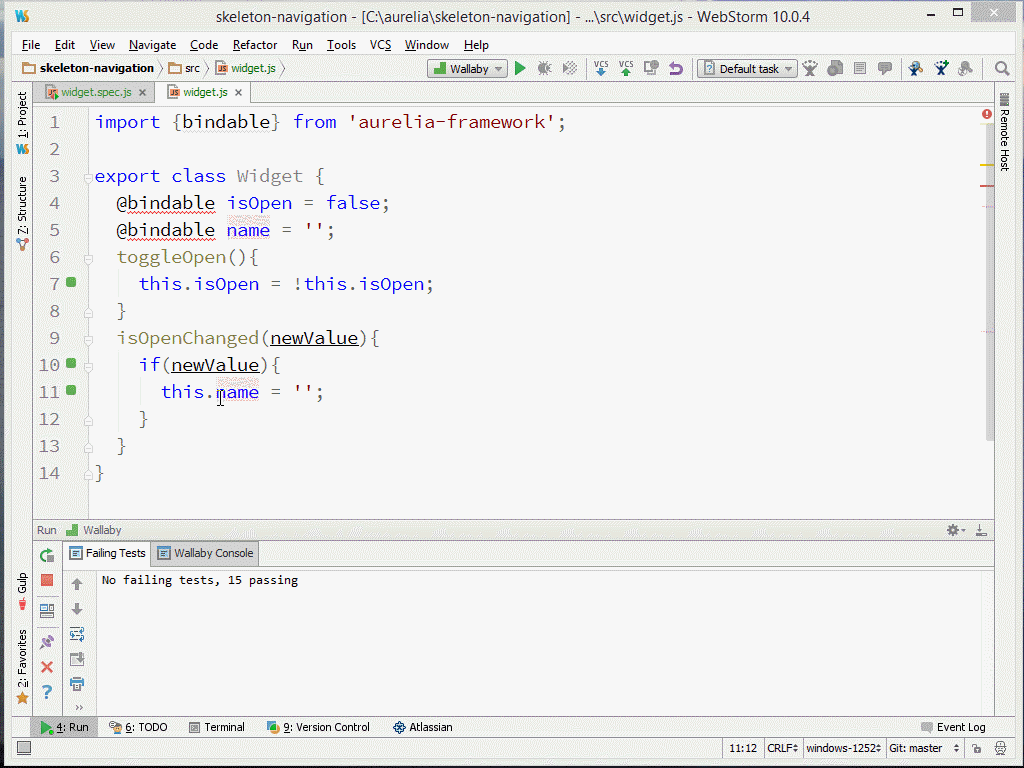 skeleton-navigation - [C:\aurelia\skeleton-navigation] - ...\src\widget.js - WebStorm 10.0.4
File Edit View Navigate Code Refactor Run Tools VCS Window Help
skeleton-navigation src widget.js Wallaby VCS VCS Default task
widget.spec.js widget.js
1: Project
Z: Structure
Gulp
2: Favorites
Remote Host
1 import {bindable} from 'aurelia-framework';
2
3 export class Widget {
4 @bindable isOpen = false;
5 @bindable name = '';
6 toggleOpen(){
7 this.isOpen = !this.isOpen;
8 }
9 isOpenChanged(newValue){
10 if(newValue){
11 this.name = '';
12 }
13 }
14 }
Run Wallaby
Failing Tests Wallaby Console
No failing tests, 15 passing
4: Run 6: TODO Terminal 9: Version Control Atlassian Event Log
11:12 CRLF windows-1252 Git: master